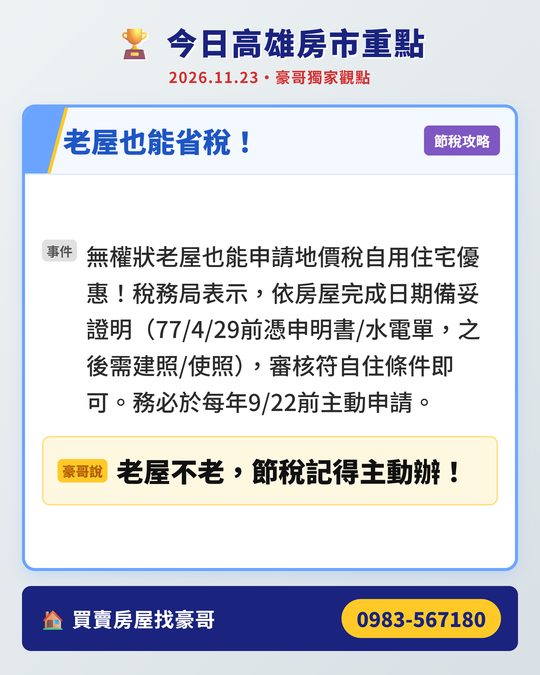 今日高雄房市重點
2026.11.23・豪哥獨家觀點
老屋也能省稅！
節稅攻略
事件
無權狀老屋也能申請地價稅自用住宅優
惠！稅務局表示，依房屋完成日期備妥
證明（77/4/29前憑申明書/水電單，之
後需建照/使照），審核符自住條件即
可。務必於每年9/22前主動申請。
豪哥說
老屋不老，節稅記得主動辦！
買賣房屋找豪哥
0983-567180